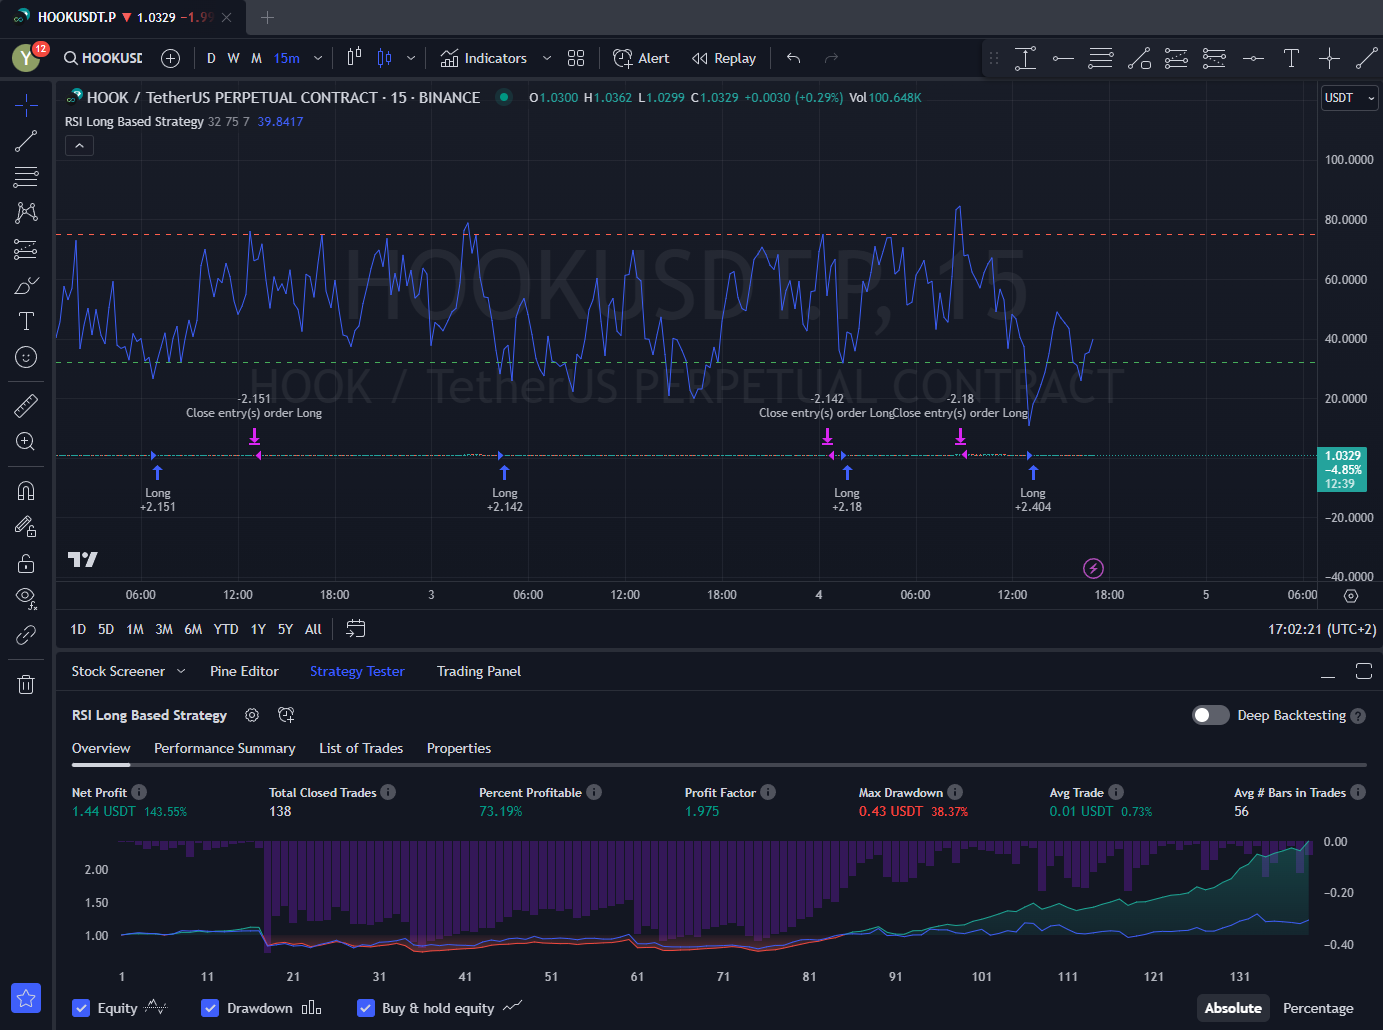 HOOKUSDT.P ▼ 1.0329 −1.9
Y 12 HOOKUSD D W M 15m Indicators Alert Replay
HOOK / TetherUS PERPETUAL CONTRACT · 15 · BINANCE O1.0300 H1.0362 L1.0299 C1.0329 +0.0030 (+0.29%) Vol100.648K
USDT
RSI Long Based Strategy 32 75 7 39.8417
100.0000
80.0000
HOOKUSDT.P, 15
60.0000
40.0000
HOOK / TetherUS PERPETUAL CONTRACT
20.0000
-2.151 -2.142 -2.18
Close entry(s) order Long Close entry(s) order Long Close entry(s) order Long
1.0329
−4.85%
12:39
Long Long Long Long
+2.151 +2.142 +2.18 +2.404
−20.0000
−40.0000
06:00 12:00 18:00 3 06:00 12:00 18:00 4 06:00 12:00 18:00 5 06:00
1D 5D 1M 3M 6M YTD 1Y 5Y All 17:02:21 (UTC+2)
Stock Screener Pine Editor Strategy Tester Trading Panel
RSI Long Based Strategy Deep Backtesting
Overview Performance Summary List of Trades Properties
Net Profit Total Closed Trades Percent Profitable Profit Factor Max Drawdown Avg Trade Avg # Bars in Trades
1.44 USDT 143.55% 138 73.19% 1.975 0.43 USDT 38.37% 0.01 USDT 0.73% 56
0.00
2.00
−0.20
1.50
1.00
−0.40
1 11 21 31 41 51 61 71 81 91 101 111 121 131
Equity Drawdown Buy & hold equity Absolute Percentage